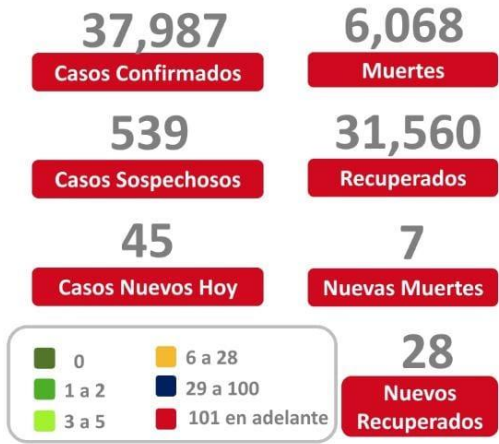 37,987
Casos Confirmados
6,068
Muertes
539
Casos Sospechosos
31,560
Recuperados
45
Casos Nuevos Hoy
7
Nuevas Muertes
0
1 a 2
3 a 5
6 a 28
29 a 100
101 en adelante
28
Nuevos
Recuperados